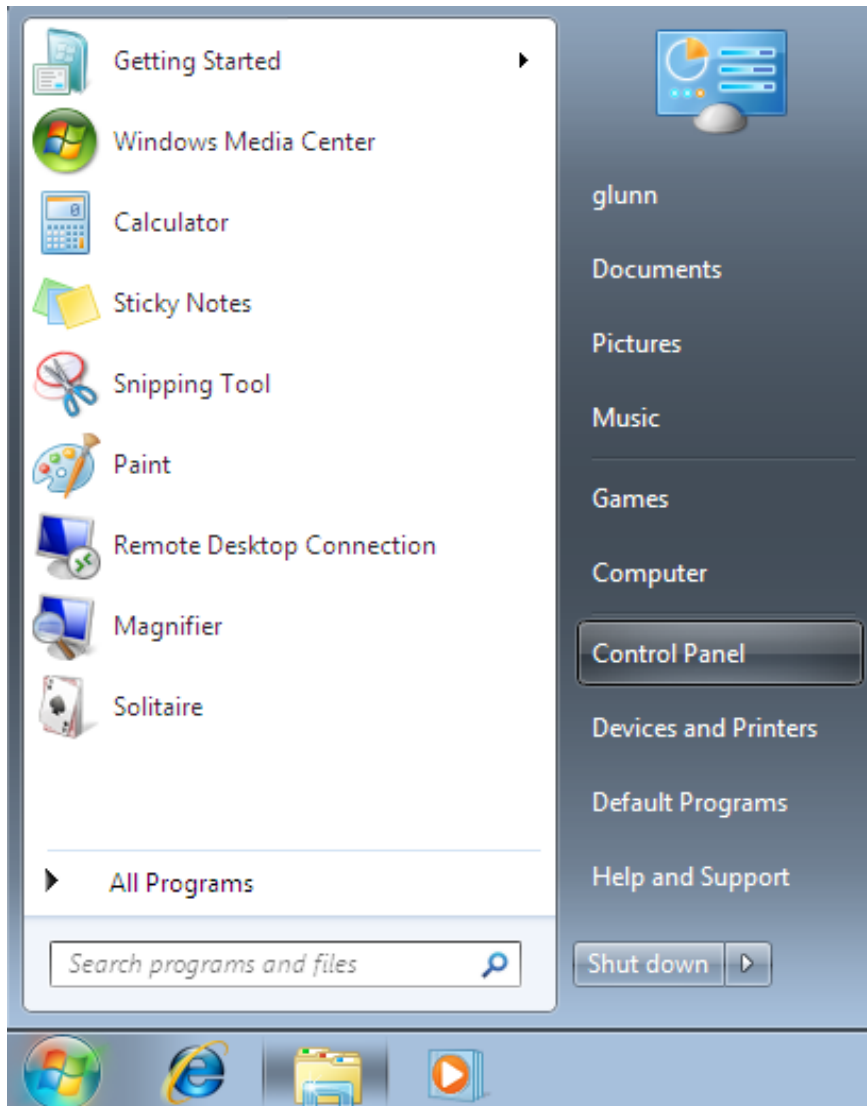 Getting Started
Windows Media Center
Calculator
Sticky Notes
Snipping Tool
Paint
Remote Desktop Connection
Magnifier
Solitaire
All Programs
Search programs and files
glunn
Documents
Pictures
Music
Games
Computer
Control Panel
Devices and Printers
Default Programs
Help and Support
Shut down